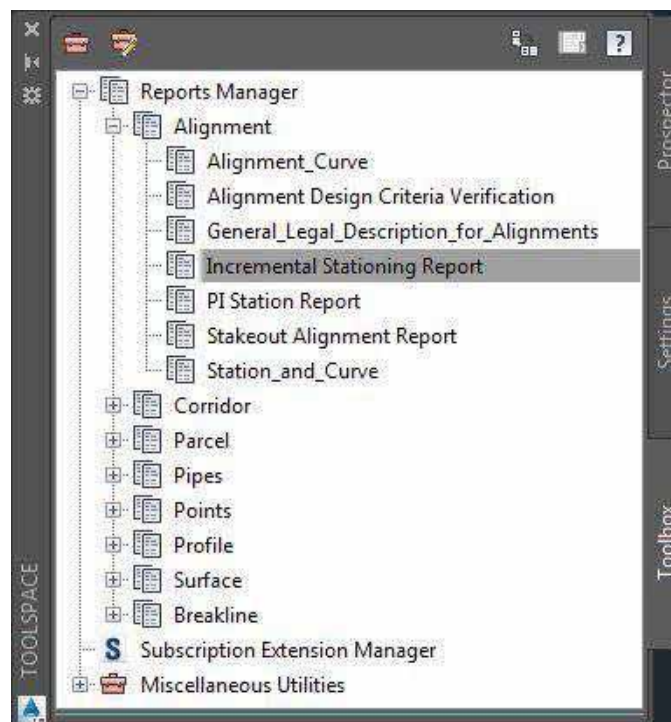 Reports Manager
Alignment
Alignment_Curve
Alignment Design Criteria Verification
General_Legal_Description_for_Alignments
Incremental Stationing Report
PI Station Report
Stakeout Alignment Report
Station_and_Curve
Corridor
Parcel
Pipes
Points
Profile
Surface
Breakline
S Subscription Extension Manager
Miscellaneous Utilities
TOOLSPACE
Prospector
Settings
Toolbox
?